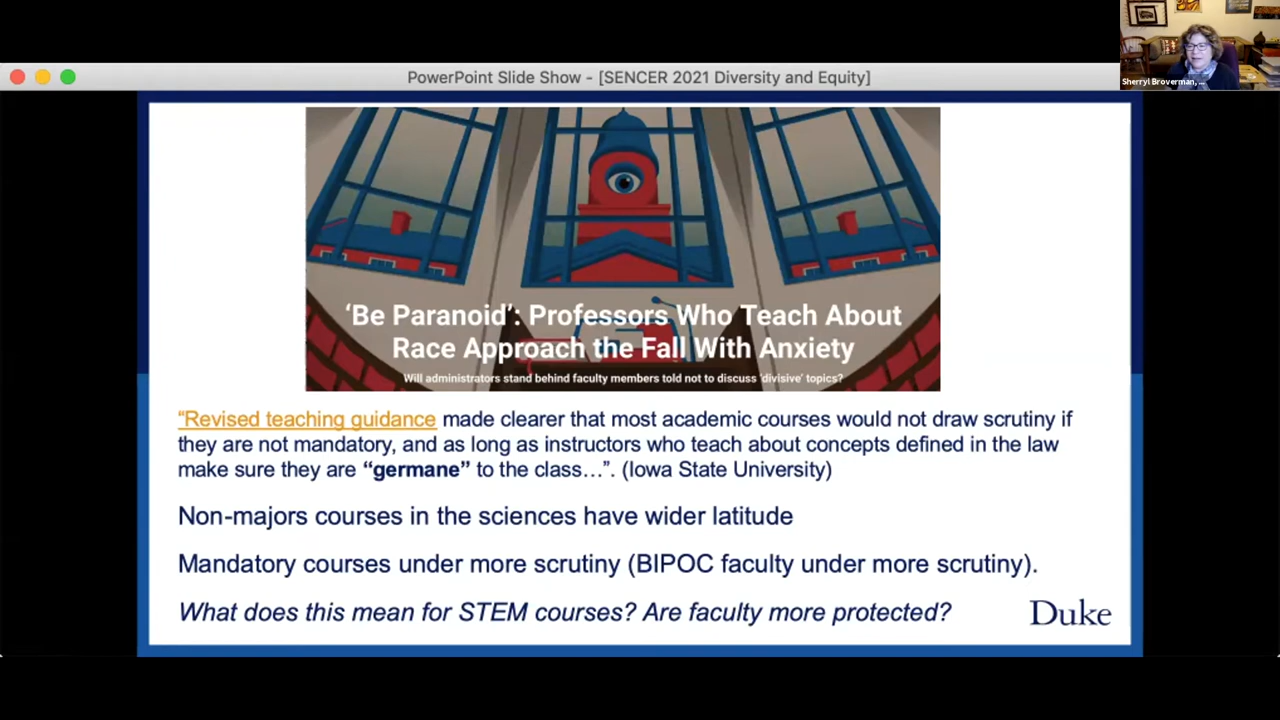 Sherryl Broverman, ...
PowerPoint Slide Show - [SENCER 2021 Diversity and Equity]
‘Be Paranoid’: Professors Who Teach About
Race Approach the Fall With Anxiety
Will administrators stand behind faculty members told not to discuss ‘divisive’ topics?
“Revised teaching guidance made clearer that most academic courses would not draw scrutiny if
they are not mandatory, and as long as instructors who teach about concepts defined in the law
make sure they are “germane” to the class…”. (Iowa State University)
Non-majors courses in the sciences have wider latitude
Mandatory courses under more scrutiny (BIPOC faculty under more scrutiny).
What does this mean for STEM courses? Are faculty more protected?
Duke